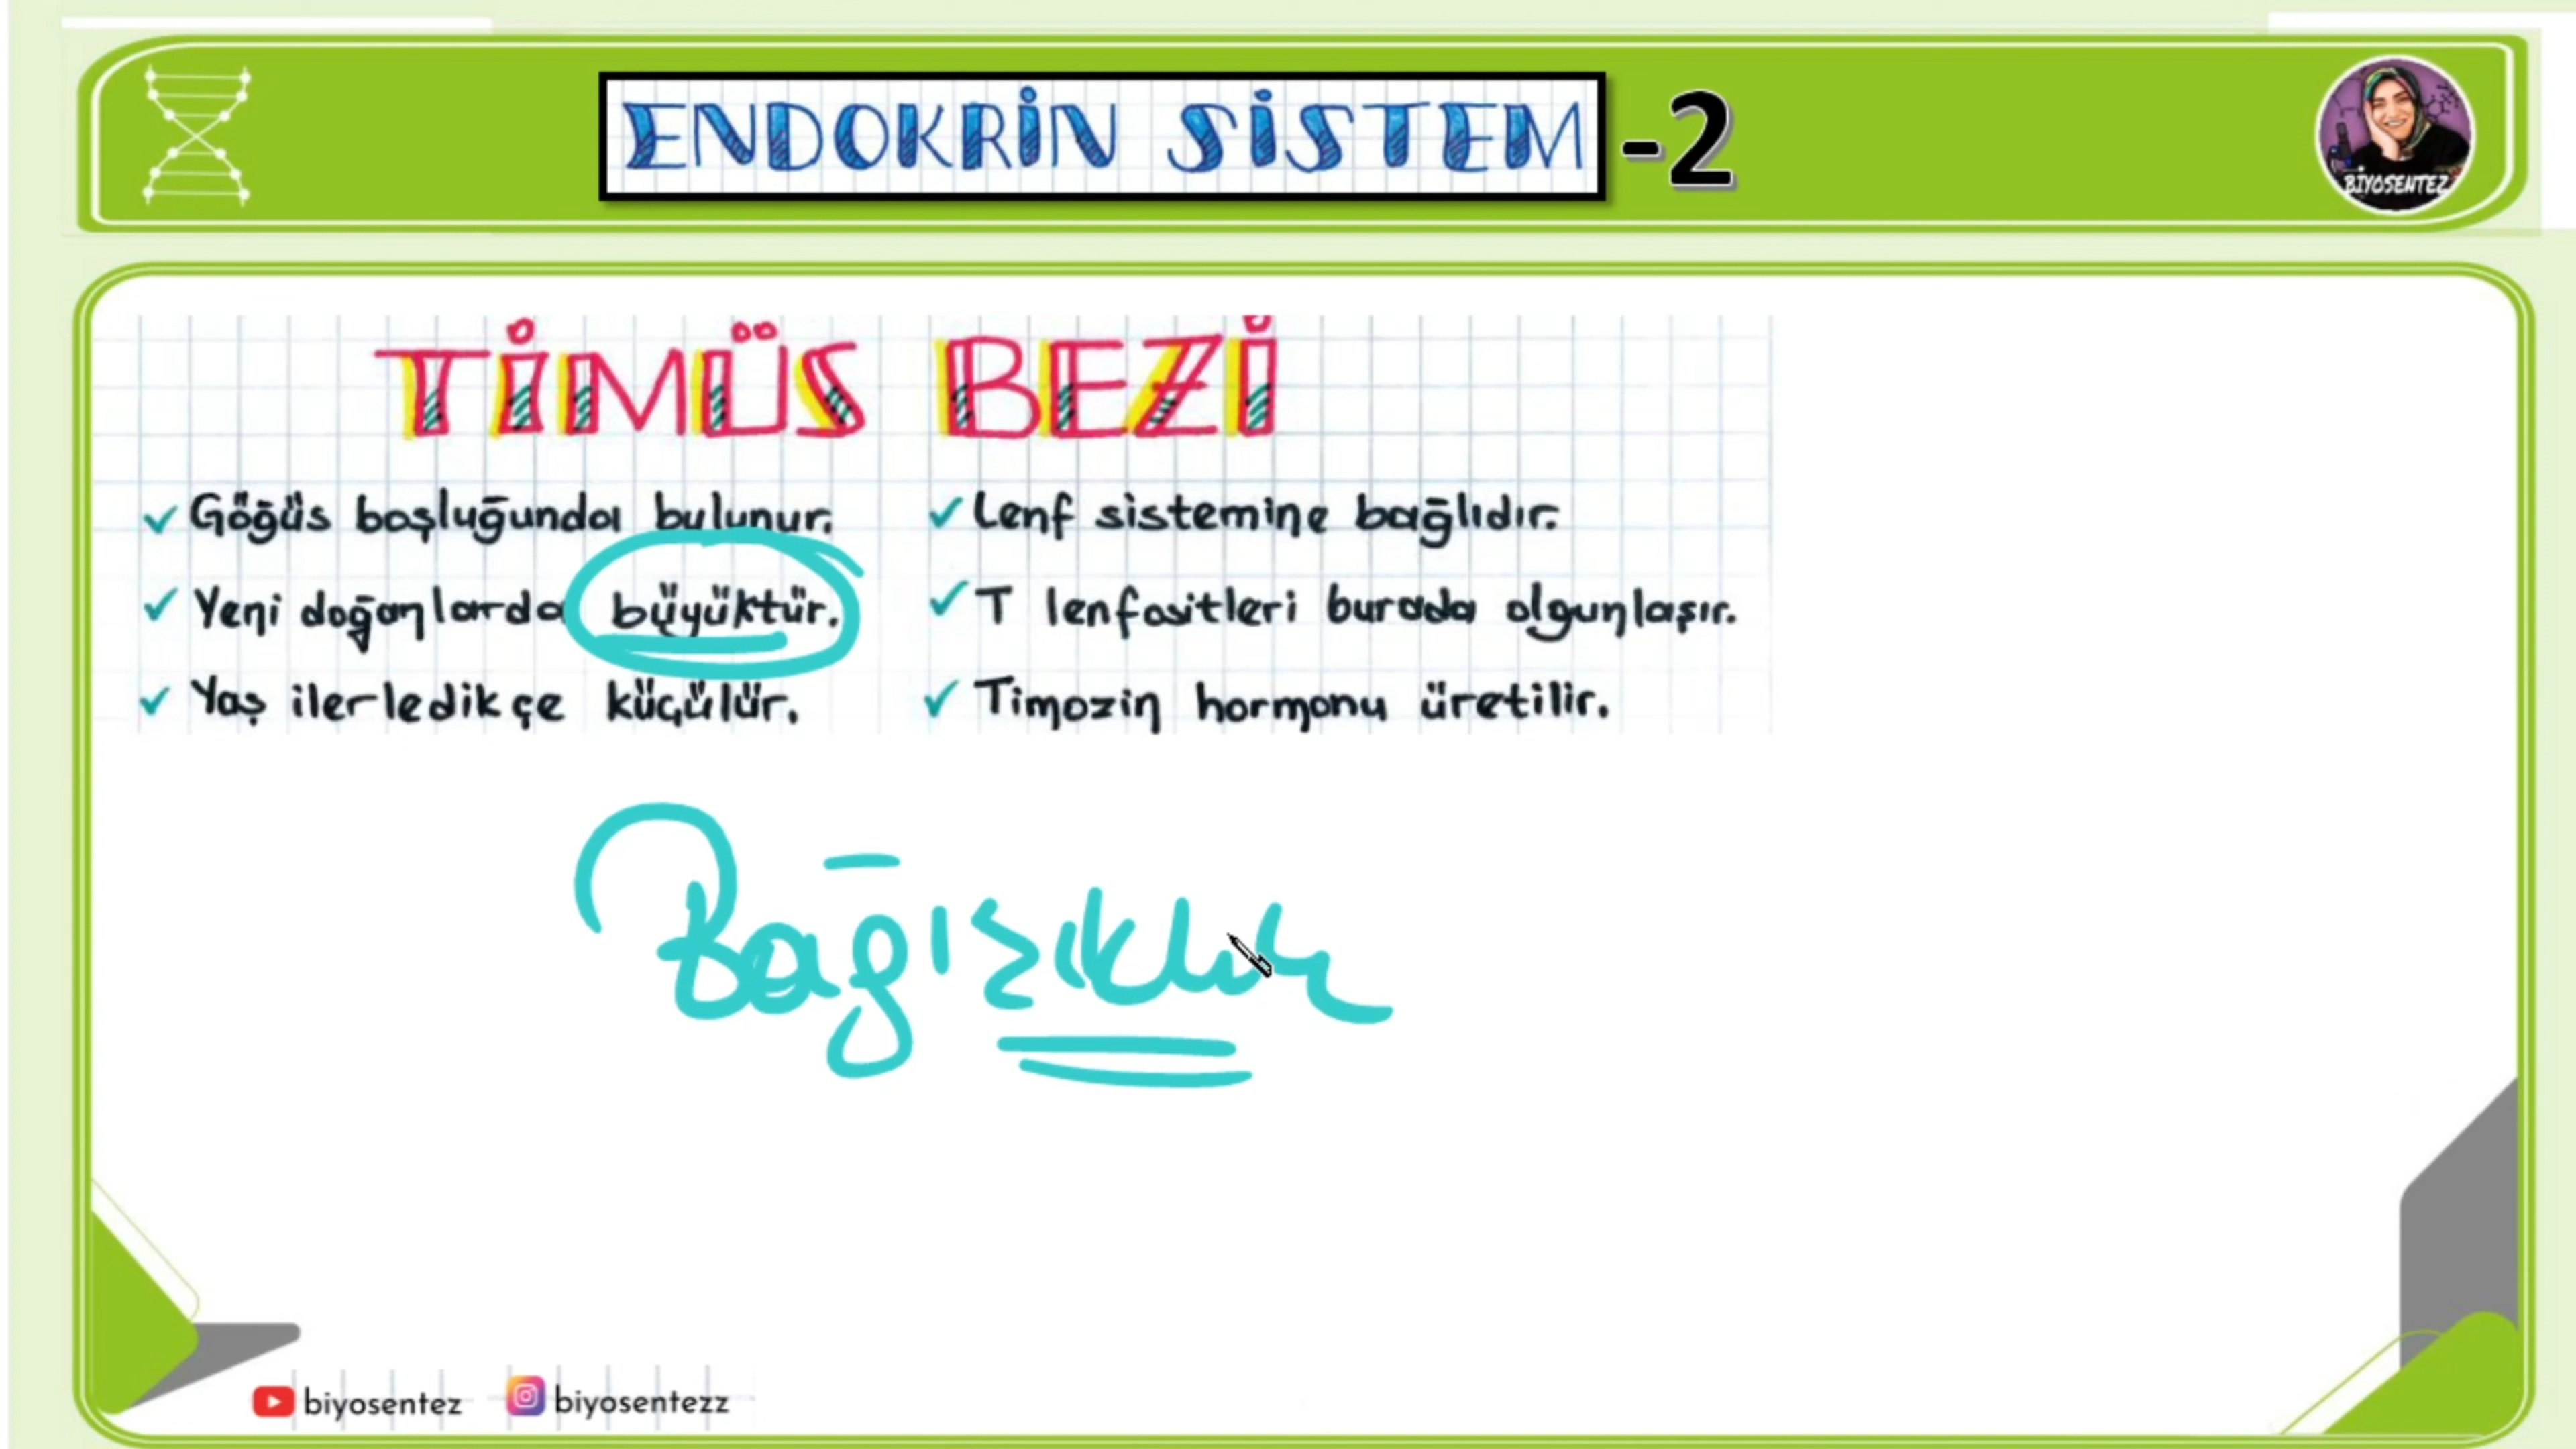 ENDOKRİN SİSTEM -2
BİYOSENTEZ
TİMÜS BEZİ
✓ Göğüs boşluğunda bulunur.
✓ Yeni doğanlarda büyüktür.
✓ Yaş ilerledikçe küçülür.
✓ Lenf sistemine bağlıdır.
✓ T lenfositleri burada olgunlaşır.
✓ Timozin hormonu üretilir.
Bağışıklık
biyosentez biyosentezz